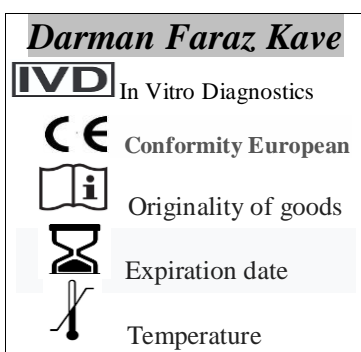 Darman Faraz Kave
IVD In Vitro Diagnostics
CE Conformity European
i Originality of goods
Expiration date
Temperature